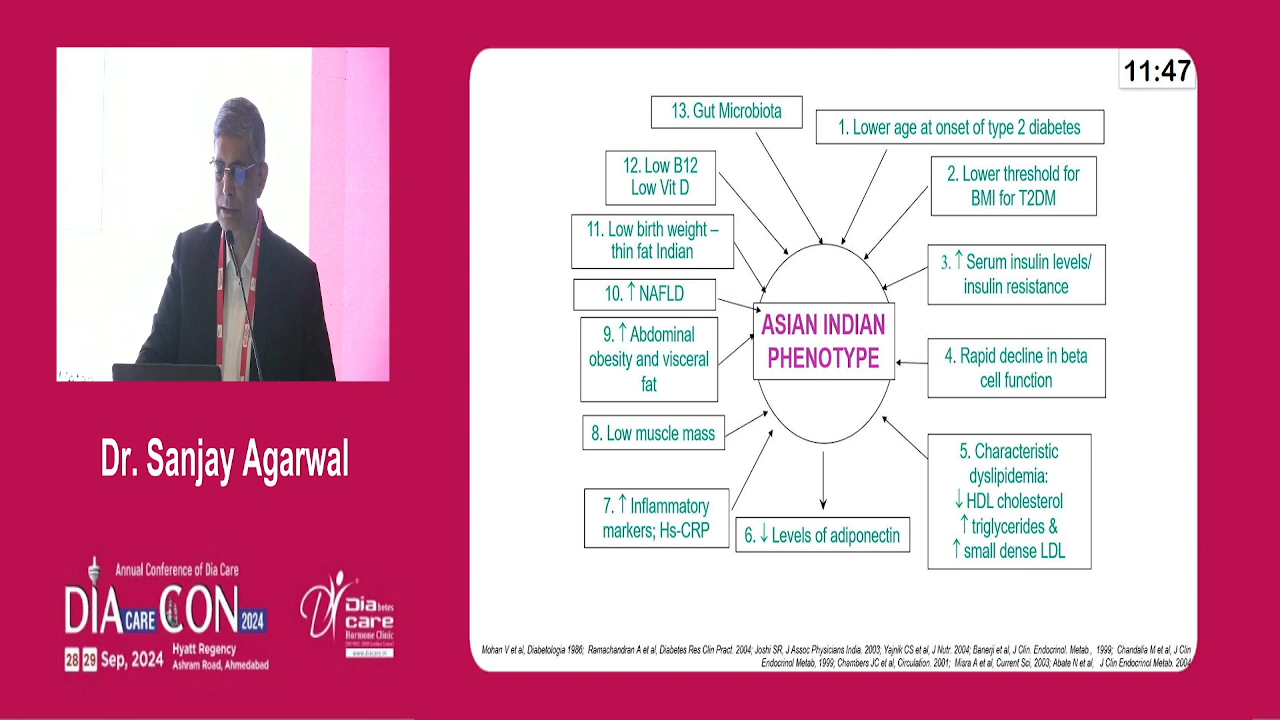 11:47
13. Gut Microbiota
1. Lower age at onset of type 2 diabetes
12. Low B12
Low Vit D
2. Lower threshold for
BMI for T2DM
11. Low birth weight –
thin fat Indian
3. ↑ Serum insulin levels/
insulin resistance
10. ↑ NAFLD
ASIAN INDIAN
PHENOTYPE
9. ↑ Abdominal
obesity and visceral
fat
4. Rapid decline in beta
cell function
8. Low muscle mass
5. Characteristic
dyslipidemia:
↓ HDL cholesterol
↑ triglycerides &
↑ small dense LDL
7. ↑ Inflammatory
markers; Hs-CRP
6. ↓ Levels of adiponectin
Mohan V et al, Diabetologia 1986; Ramachandran A et al, Diabetes Res Clin Pract. 2004; Joshi SR, J Assoc Physicians India. 2003; Yajnik CS et al, J Nutr. 2004; Banerji et al, J Clin. Endocrinol. Metab., 1999; Chandalia M et al, J Clin
Endocrinol Metab, 1999; Chambers JC et al, Circulation. 2001; Misra A et al, Current Sci, 2003; Abate N et al, J Clin Endocrinol Metab. 2004
Dr. Sanjay Agarwal
Annual Conference of Dia Care
DIA CARE CON 2024
28 29 Sep, 2024
Hyatt Regency
Ashram Road, Ahmedabad
Diabetes
care
Hormone Clinic
www.diacare.in